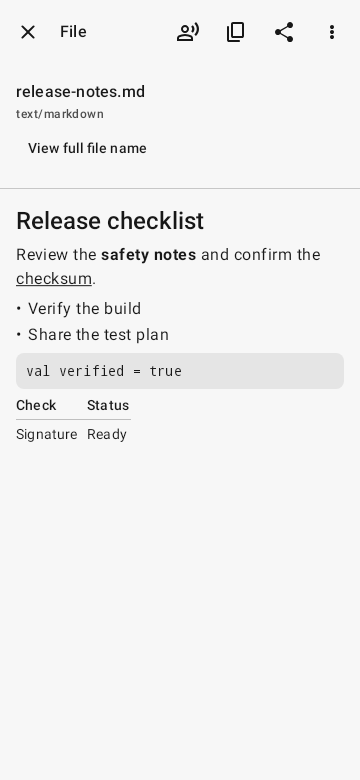 File
release-notes.md
text/markdown
View full file name
Release checklist
Review the safety notes and confirm the
checksum.
• Verify the build
• Share the test plan
val verified = true
Check Status
Signature Ready